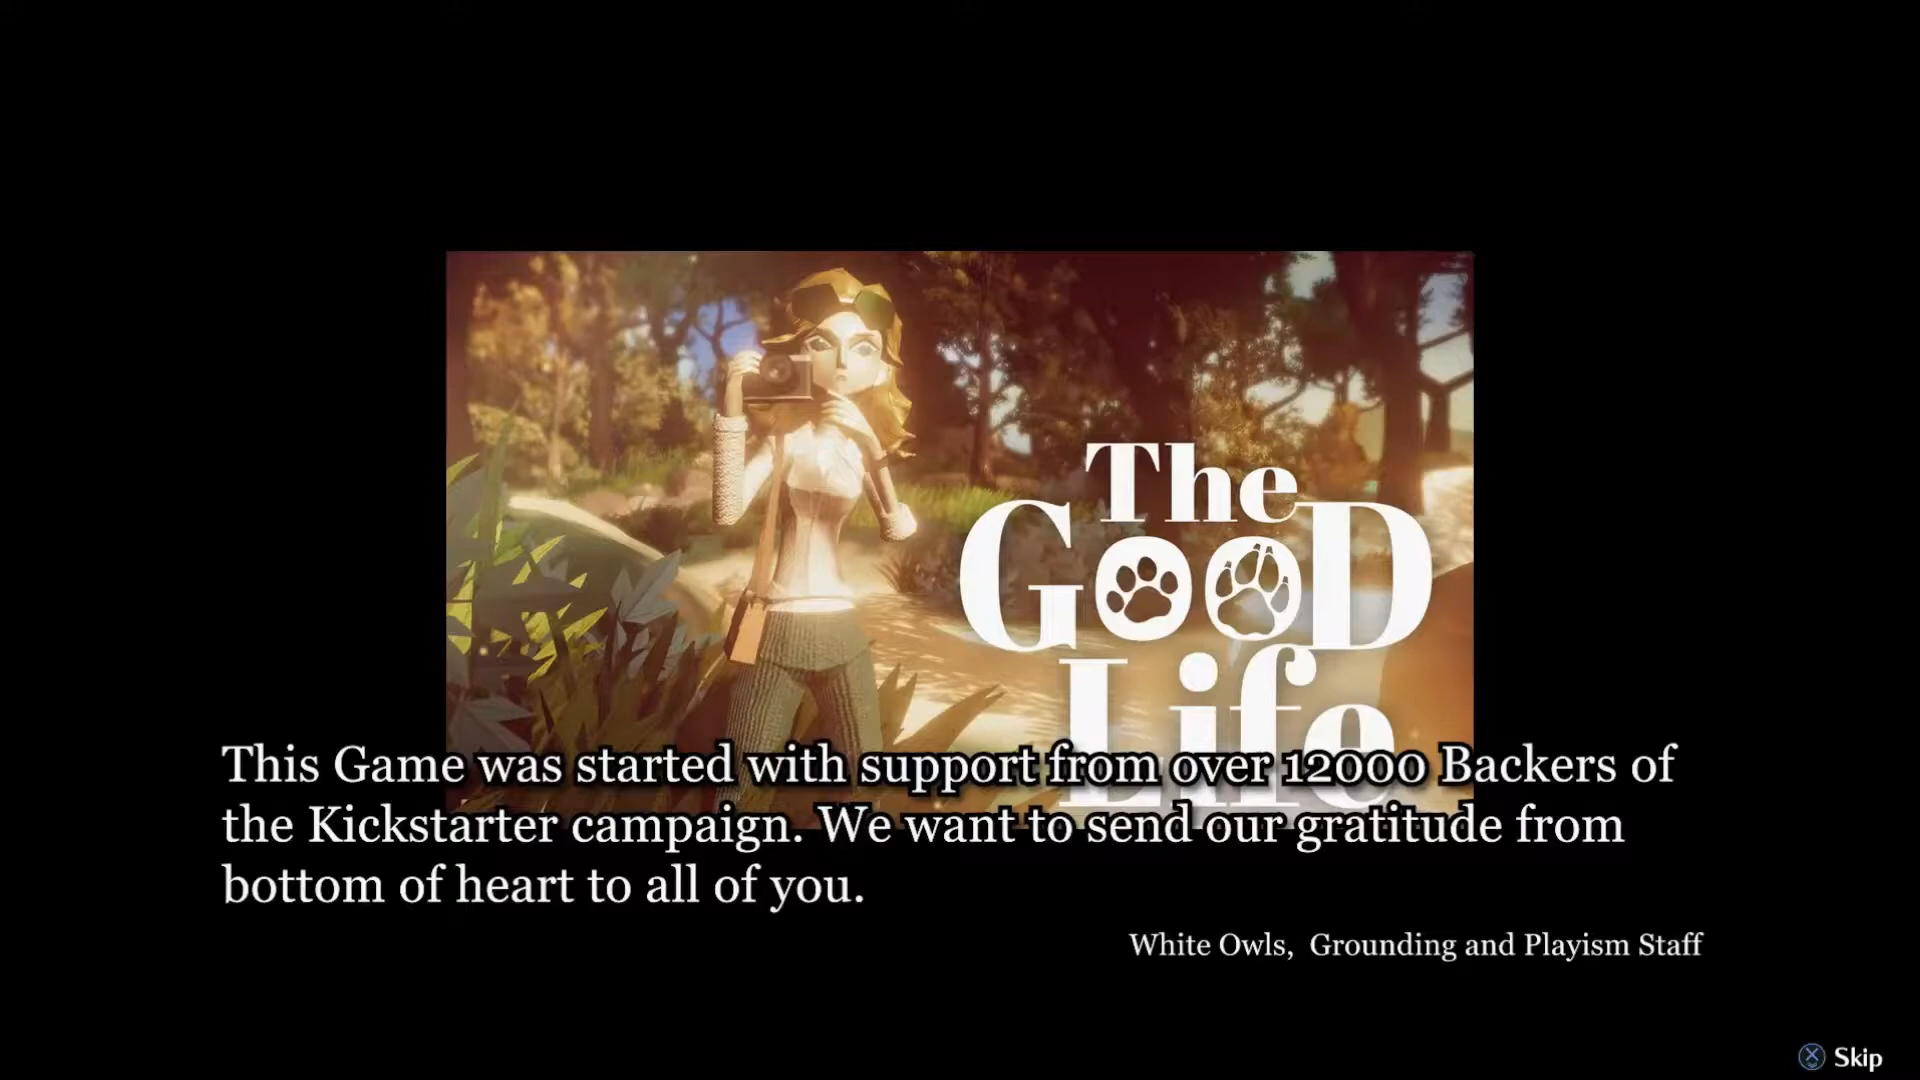 The
GOOD
Life
This Game was started with support from over 12000 Backers of
the Kickstarter campaign. We want to send our gratitude from
bottom of heart to all of you.
White Owls, Grounding and Playism Staff
Skip